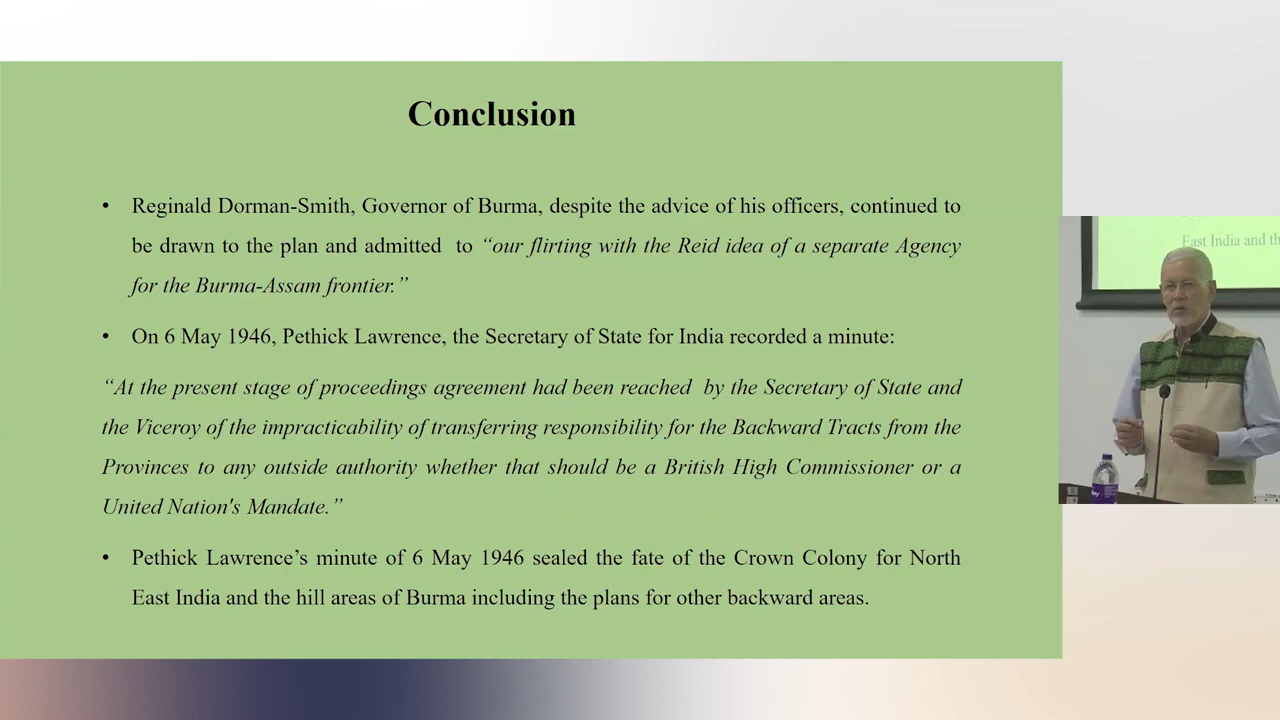 Conclusion
• Reginald Dorman-Smith, Governor of Burma, despite the advice of his officers, continued to
be drawn to the plan and admitted to “our flirting with the Reid idea of a separate Agency
for the Burma-Assam frontier.”
• On 6 May 1946, Pethick Lawrence, the Secretary of State for India recorded a minute:
“At the present stage of proceedings agreement had been reached by the Secretary of State and
the Viceroy of the impracticability of transferring responsibility for the Backward Tracts from the
Provinces to any outside authority whether that should be a British High Commissioner or a
United Nation's Mandate.”
• Pethick Lawrence’s minute of 6 May 1946 sealed the fate of the Crown Colony for North
East India and the hill areas of Burma including the plans for other backward areas.
East India and th